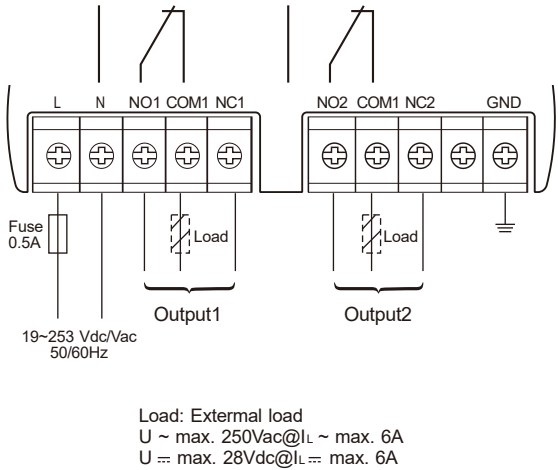 L N NO1 COM1 NC1 NO2 COM1 NC2 GND
Fuse
0.5A
Load
Load
Output1
Output2
19~253 Vdc/Vac
50/60Hz
Load: Extermal load
U ~ max. 250Vac@IL ~ max. 6A
U ⎓ max. 28Vdc@IL ⎓ max. 6A